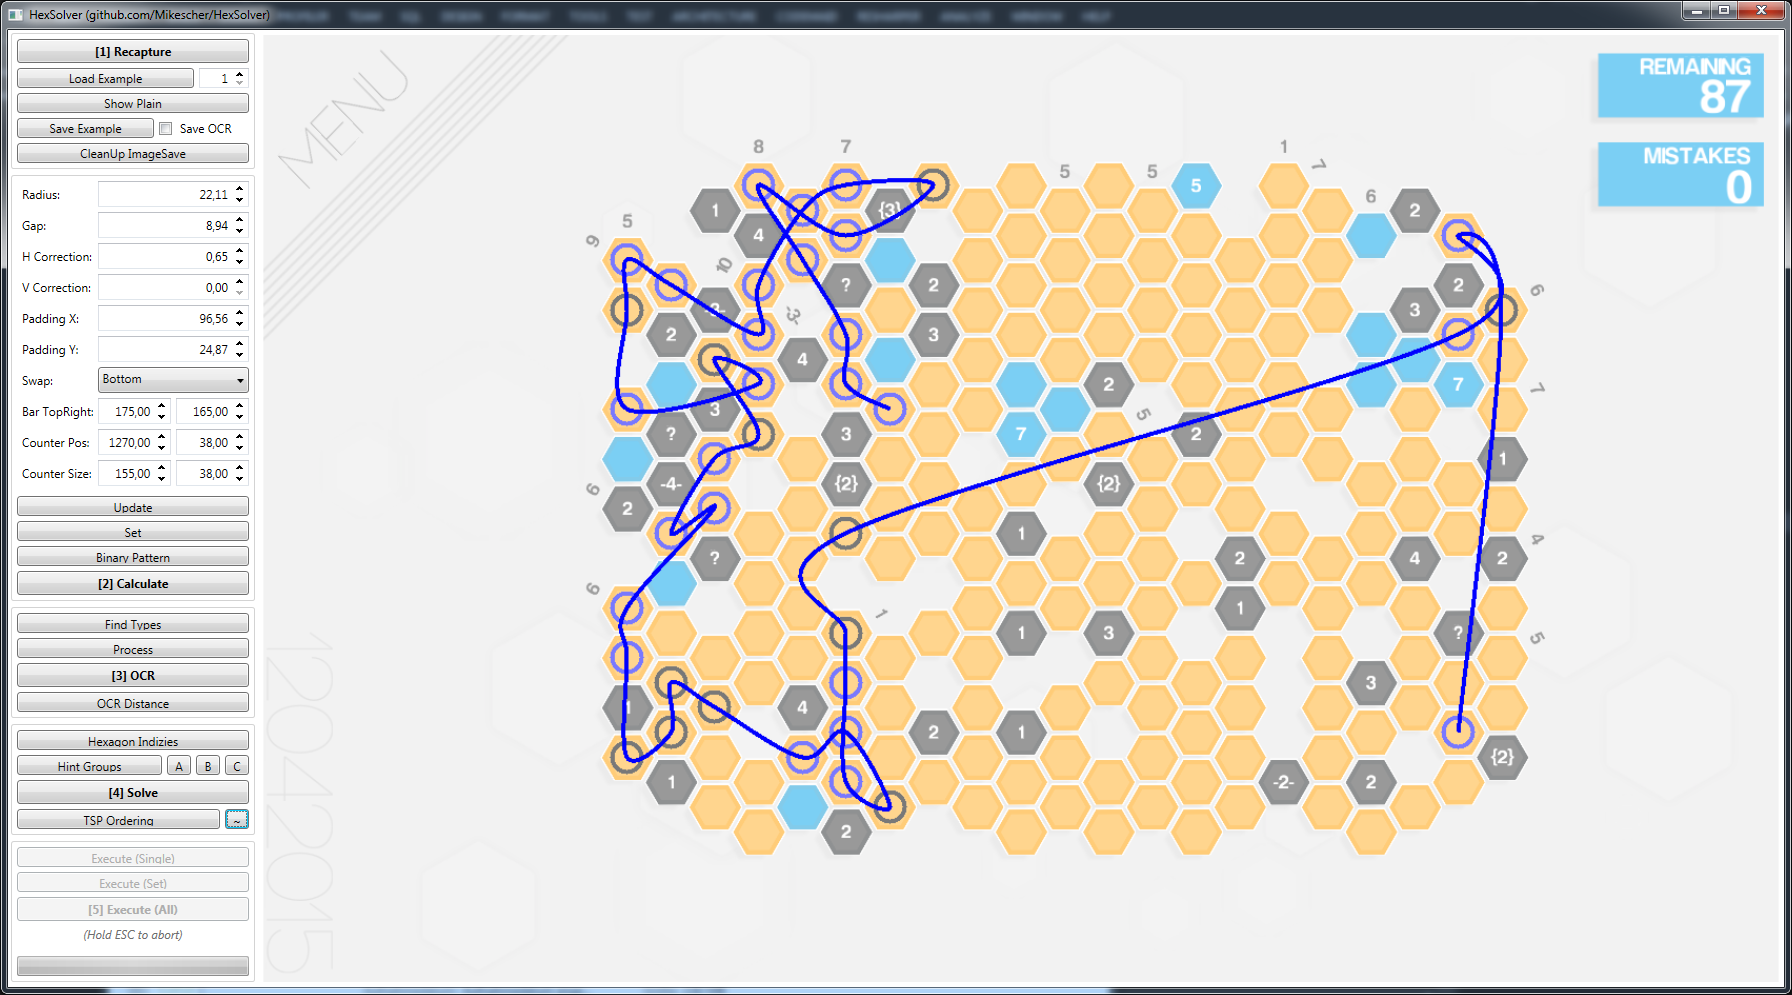 HexSolver (github.com/Mikescher/HexSolver)
[1] Recapture
Load Example
1
Show Plain
Save Example
Save OCR
CleanUp ImageSave
Radius: 22,11
Gap: 8,94
H Correction: 0,65
V Correction: 0,00
Padding X: 96,56
Padding Y: 24,87
Swap: Bottom
Bar TopRight: 175,00 165,00
Counter Pos: 1270,00 38,00
Counter Size: 155,00 38,00
Update
Set
Binary Pattern
[2] Calculate
Find Types
Process
[3] OCR
OCR Distance
Hexagon Indizies
Hint Groups A B C
[4] Solve
TSP Ordering ~
Execute (Single)
Execute (Set)
[5] Execute (All)
(Hold ESC to abort)
MENU
12042015
REMAINING
87
MISTAKES
0
8 7 1
5 5 7
5
1 {3} 6 2
5
9 4
10 ? 2 2 6
-3- -3- 3
2 3
4
2 7 7
3 5
? 3 7 2
1
-4- {2} {2}
6 2
1
? 2 4 2 4
6 1 1
1 3 ? 5
3
1 4
2 1
{2}
1 -2- 2
2